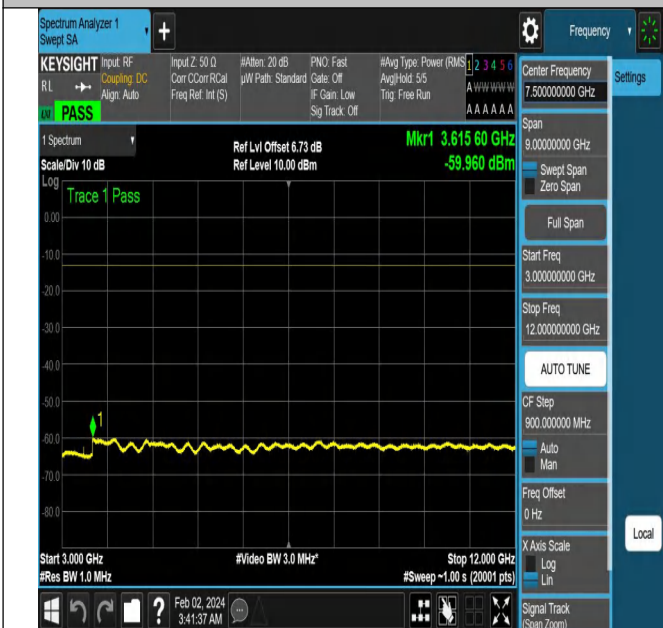 Spectrum Analyzer 1
Swept SA
+
Frequency
KEYSIGHT
Input: RF
Coupling: DC
Align: Auto
Input Z: 50 Ω
Corr CCorr RCal
Freq Ref: Int (S)
#Atten: 20 dB
µW Path: Standard
PNO: Fast
Gate: Off
IF Gain: Low
Sig Track: Off
#Avg Type: Power (RMS
Avg|Hold: 5/5
Trig: Free Run
1 2 3 4 5 6
A W W W W W
A A A A A A
R L
PASS
Center Frequency
7.500000000 GHz
Settings
Span
9.00000000 GHz
Swept Span
Zero Span
Full Span
Start Freq
3.000000000 GHz
Stop Freq
12.000000000 GHz
AUTO TUNE
CF Step
900.000000 MHz
Auto
Man
Freq Offset
0 Hz
X Axis Scale
Log
Lin
Signal Track
(Span Zoom)
Local
1 Spectrum
Scale/Div 10 dB
Ref Lvl Offset 6.73 dB
Ref Level 10.00 dBm
Mkr1 3.615 60 GHz
-59.960 dBm
Log
Trace 1 Pass
0.00
-10.0
-20.0
-30.0
-40.0
-50.0
-60.0
-70.0
-80.0
1
Start 3.000 GHz
#Res BW 1.0 MHz
#Video BW 3.0 MHz*
Stop 12.000 GHz
#Sweep ~1.00 s (20001 pts)
?
Feb 02, 2024
3:41:37 AM